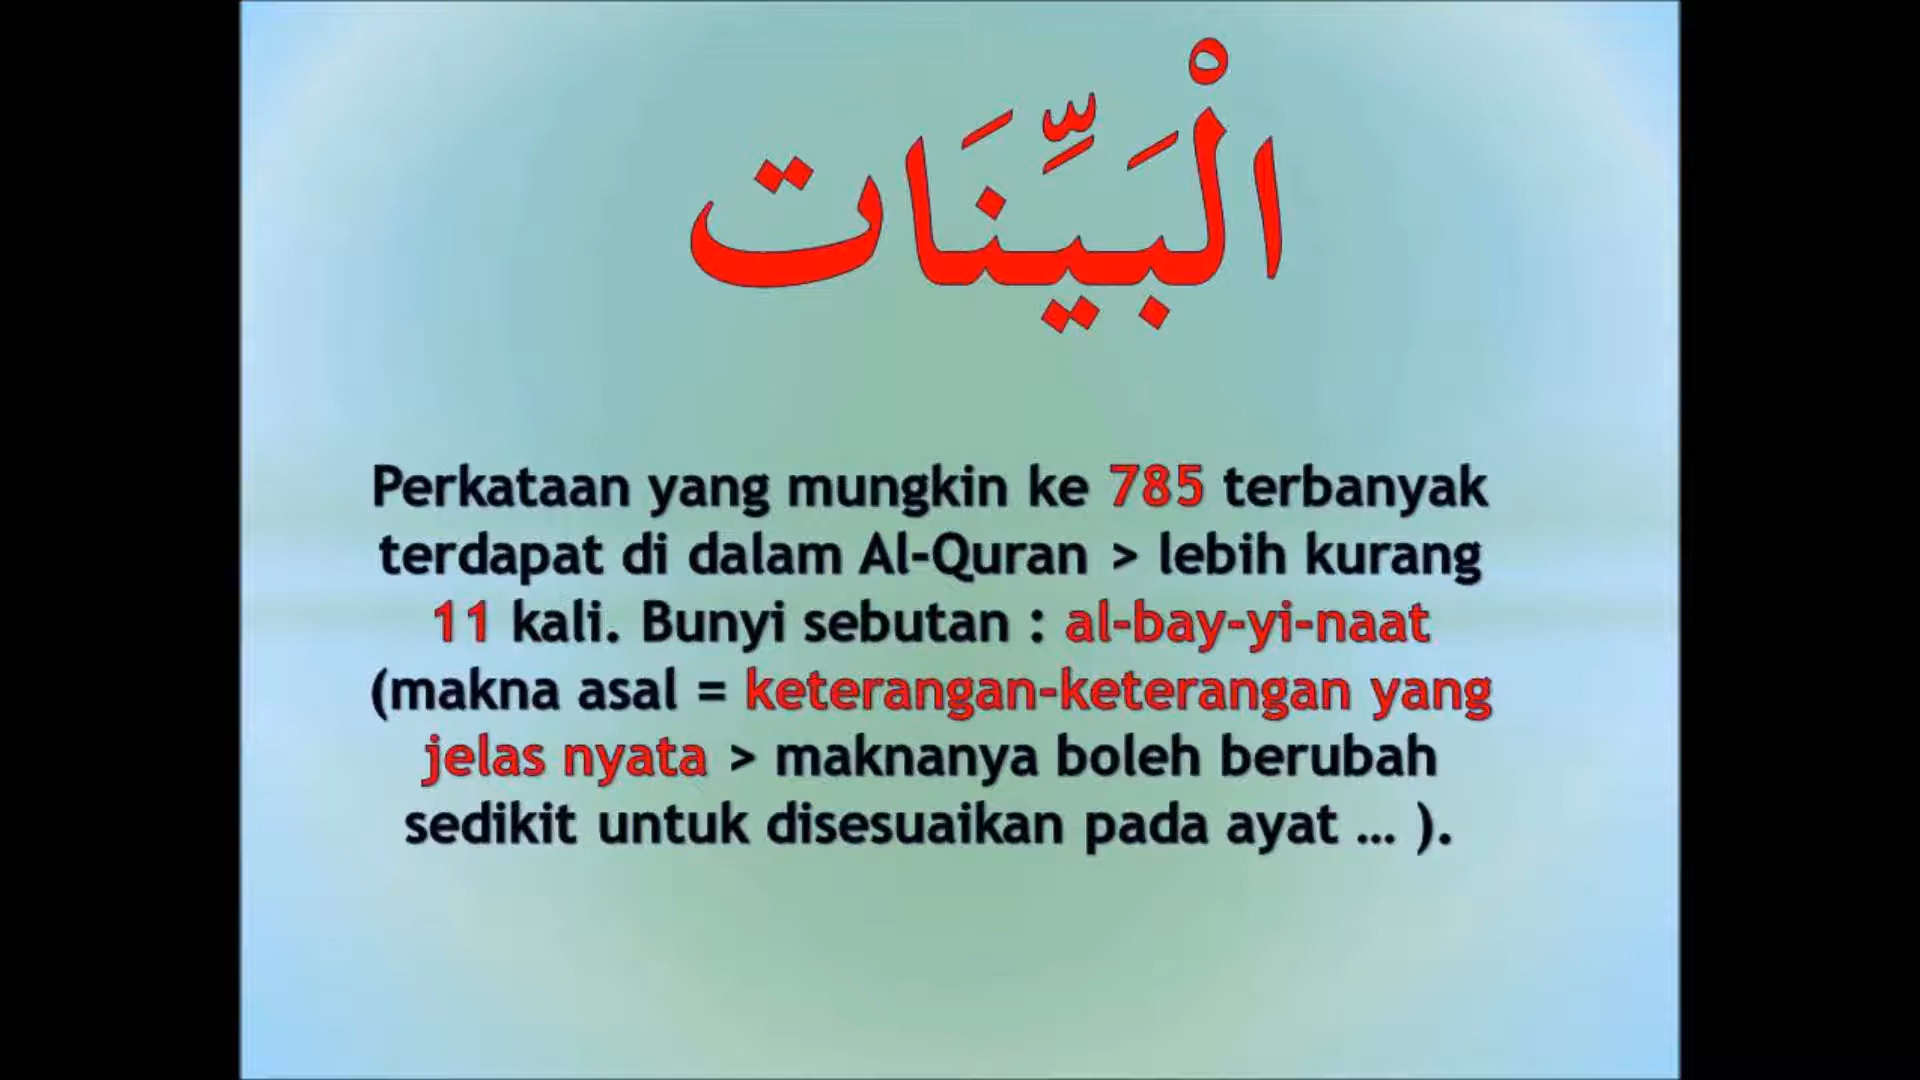 الْبَيِّنَات
Perkataan yang mungkin ke 785 terbanyak
terdapat di dalam Al-Quran > lebih kurang
11 kali. Bunyi sebutan : al-bay-yi-naat
(makna asal = keterangan-keterangan yang
jelas nyata > maknanya boleh berubah
sedikit untuk disesuaikan pada ayat ... ).